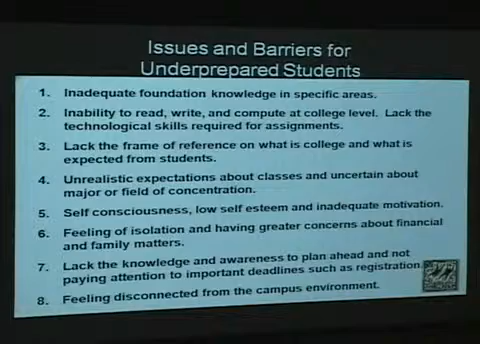 Issues and Barriers for
Underprepared Students
1. Inadequate foundation knowledge in specific areas.
2. Inability to read, write, and compute at college level. Lack the
technological skills required for assignments.
3. Lack the frame of reference on what is college and what is
expected from students.
4. Unrealistic expectations about classes and uncertain about
major or field of concentration.
5. Self consciousness, low self esteem and inadequate motivation.
6. Feeling of isolation and having greater concerns about financial
and family matters.
7. Lack the knowledge and awareness to plan ahead and not
paying attention to important deadlines such as registration.
8. Feeling disconnected from the campus environment.